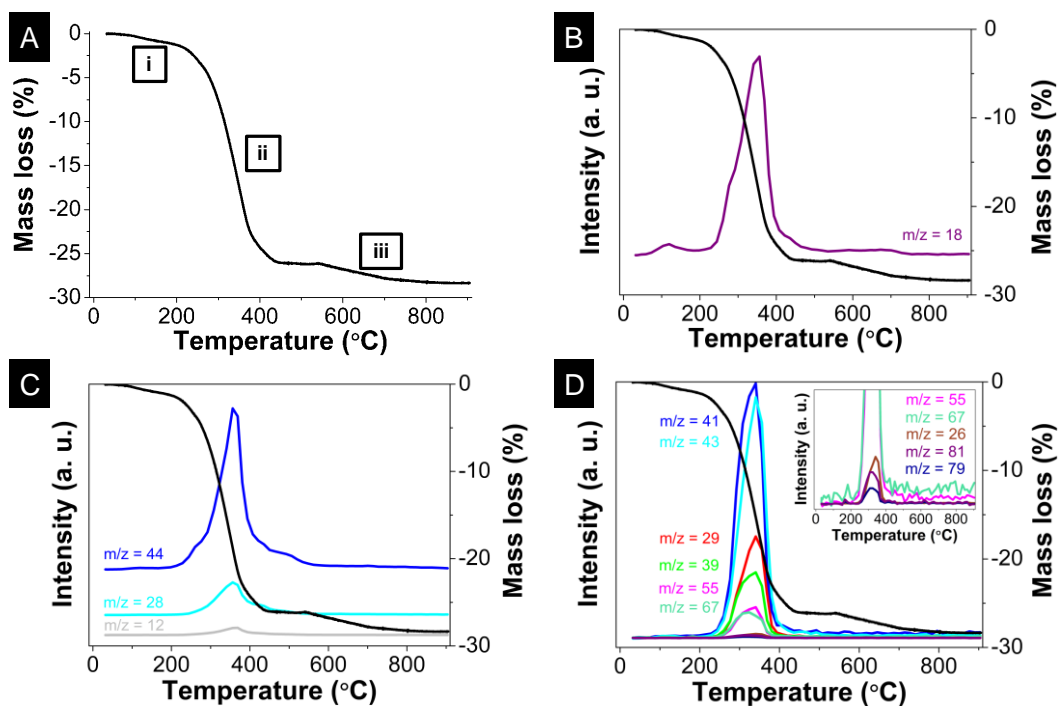 A
Mass loss (%)
0
-5
-10
-15
-20
-25
-30
i
ii
iii
0
200
400
600
800
Temperature (°C)
B
Intensity (a. u.)
m/z = 18
0
-10
-20
-30
Mass loss (%)
0
200
400
600
800
Temperature (°C)
C
Intensity (a. u.)
m/z = 44
m/z = 28
m/z = 12
0
-10
-20
-30
Mass loss (%)
0
200
400
600
800
Temperature (°C)
D
Intensity (a. u.)
m/z = 41
m/z = 43
m/z = 29
m/z = 39
m/z = 55
m/z = 67
Intensity (a. u.)
m/z = 55
m/z = 67
m/z = 26
m/z = 81
m/z = 79
0
200
400
600
800
Temperature (°C)
0
-10
-20
-30
Mass loss (%)
0
200
400
600
800
Temperature (°C)